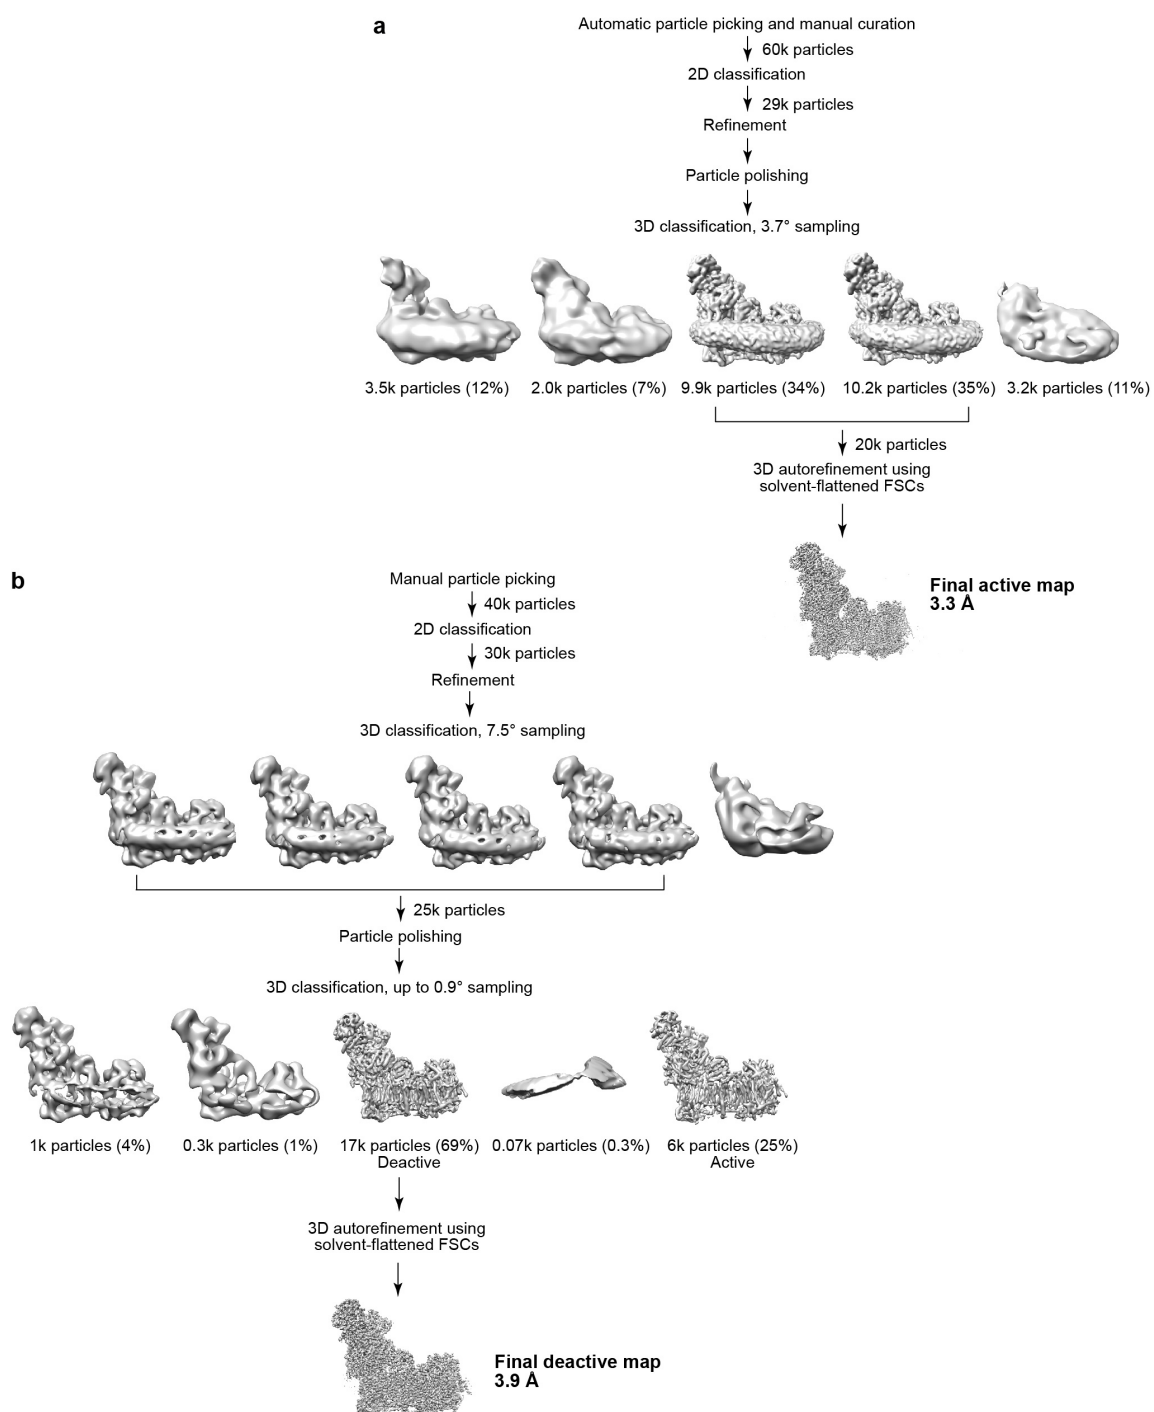 a
Automatic particle picking and manual curation
60k particles
2D classification
29k particles
Refinement
Particle polishing
3D classification, 3.7° sampling
3.5k particles (12%)
2.0k particles (7%)
9.9k particles (34%)
10.2k particles (35%)
3.2k particles (11%)
20k particles
3D autorefinement using
solvent-flattened FSCs
Final active map
3.3 Å
b
Manual particle picking
40k particles
2D classification
30k particles
Refinement
3D classification, 7.5° sampling
25k particles
Particle polishing
3D classification, up to 0.9° sampling
1k particles (4%)
0.3k particles (1%)
17k particles (69%)
Deactive
0.07k particles (0.3%)
6k particles (25%)
Active
3D autorefinement using
solvent-flattened FSCs
Final deactive map
3.9 Å